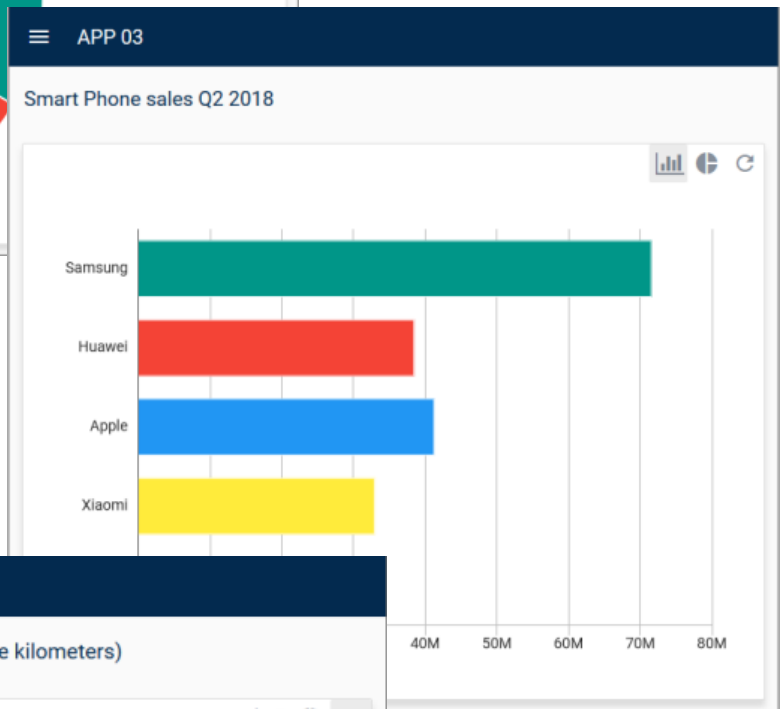 APP 03
Smart Phone sales Q2 2018
Samsung
Huawei
Apple
Xiaomi
40M 50M 60M 70M 80M
e kilometers)